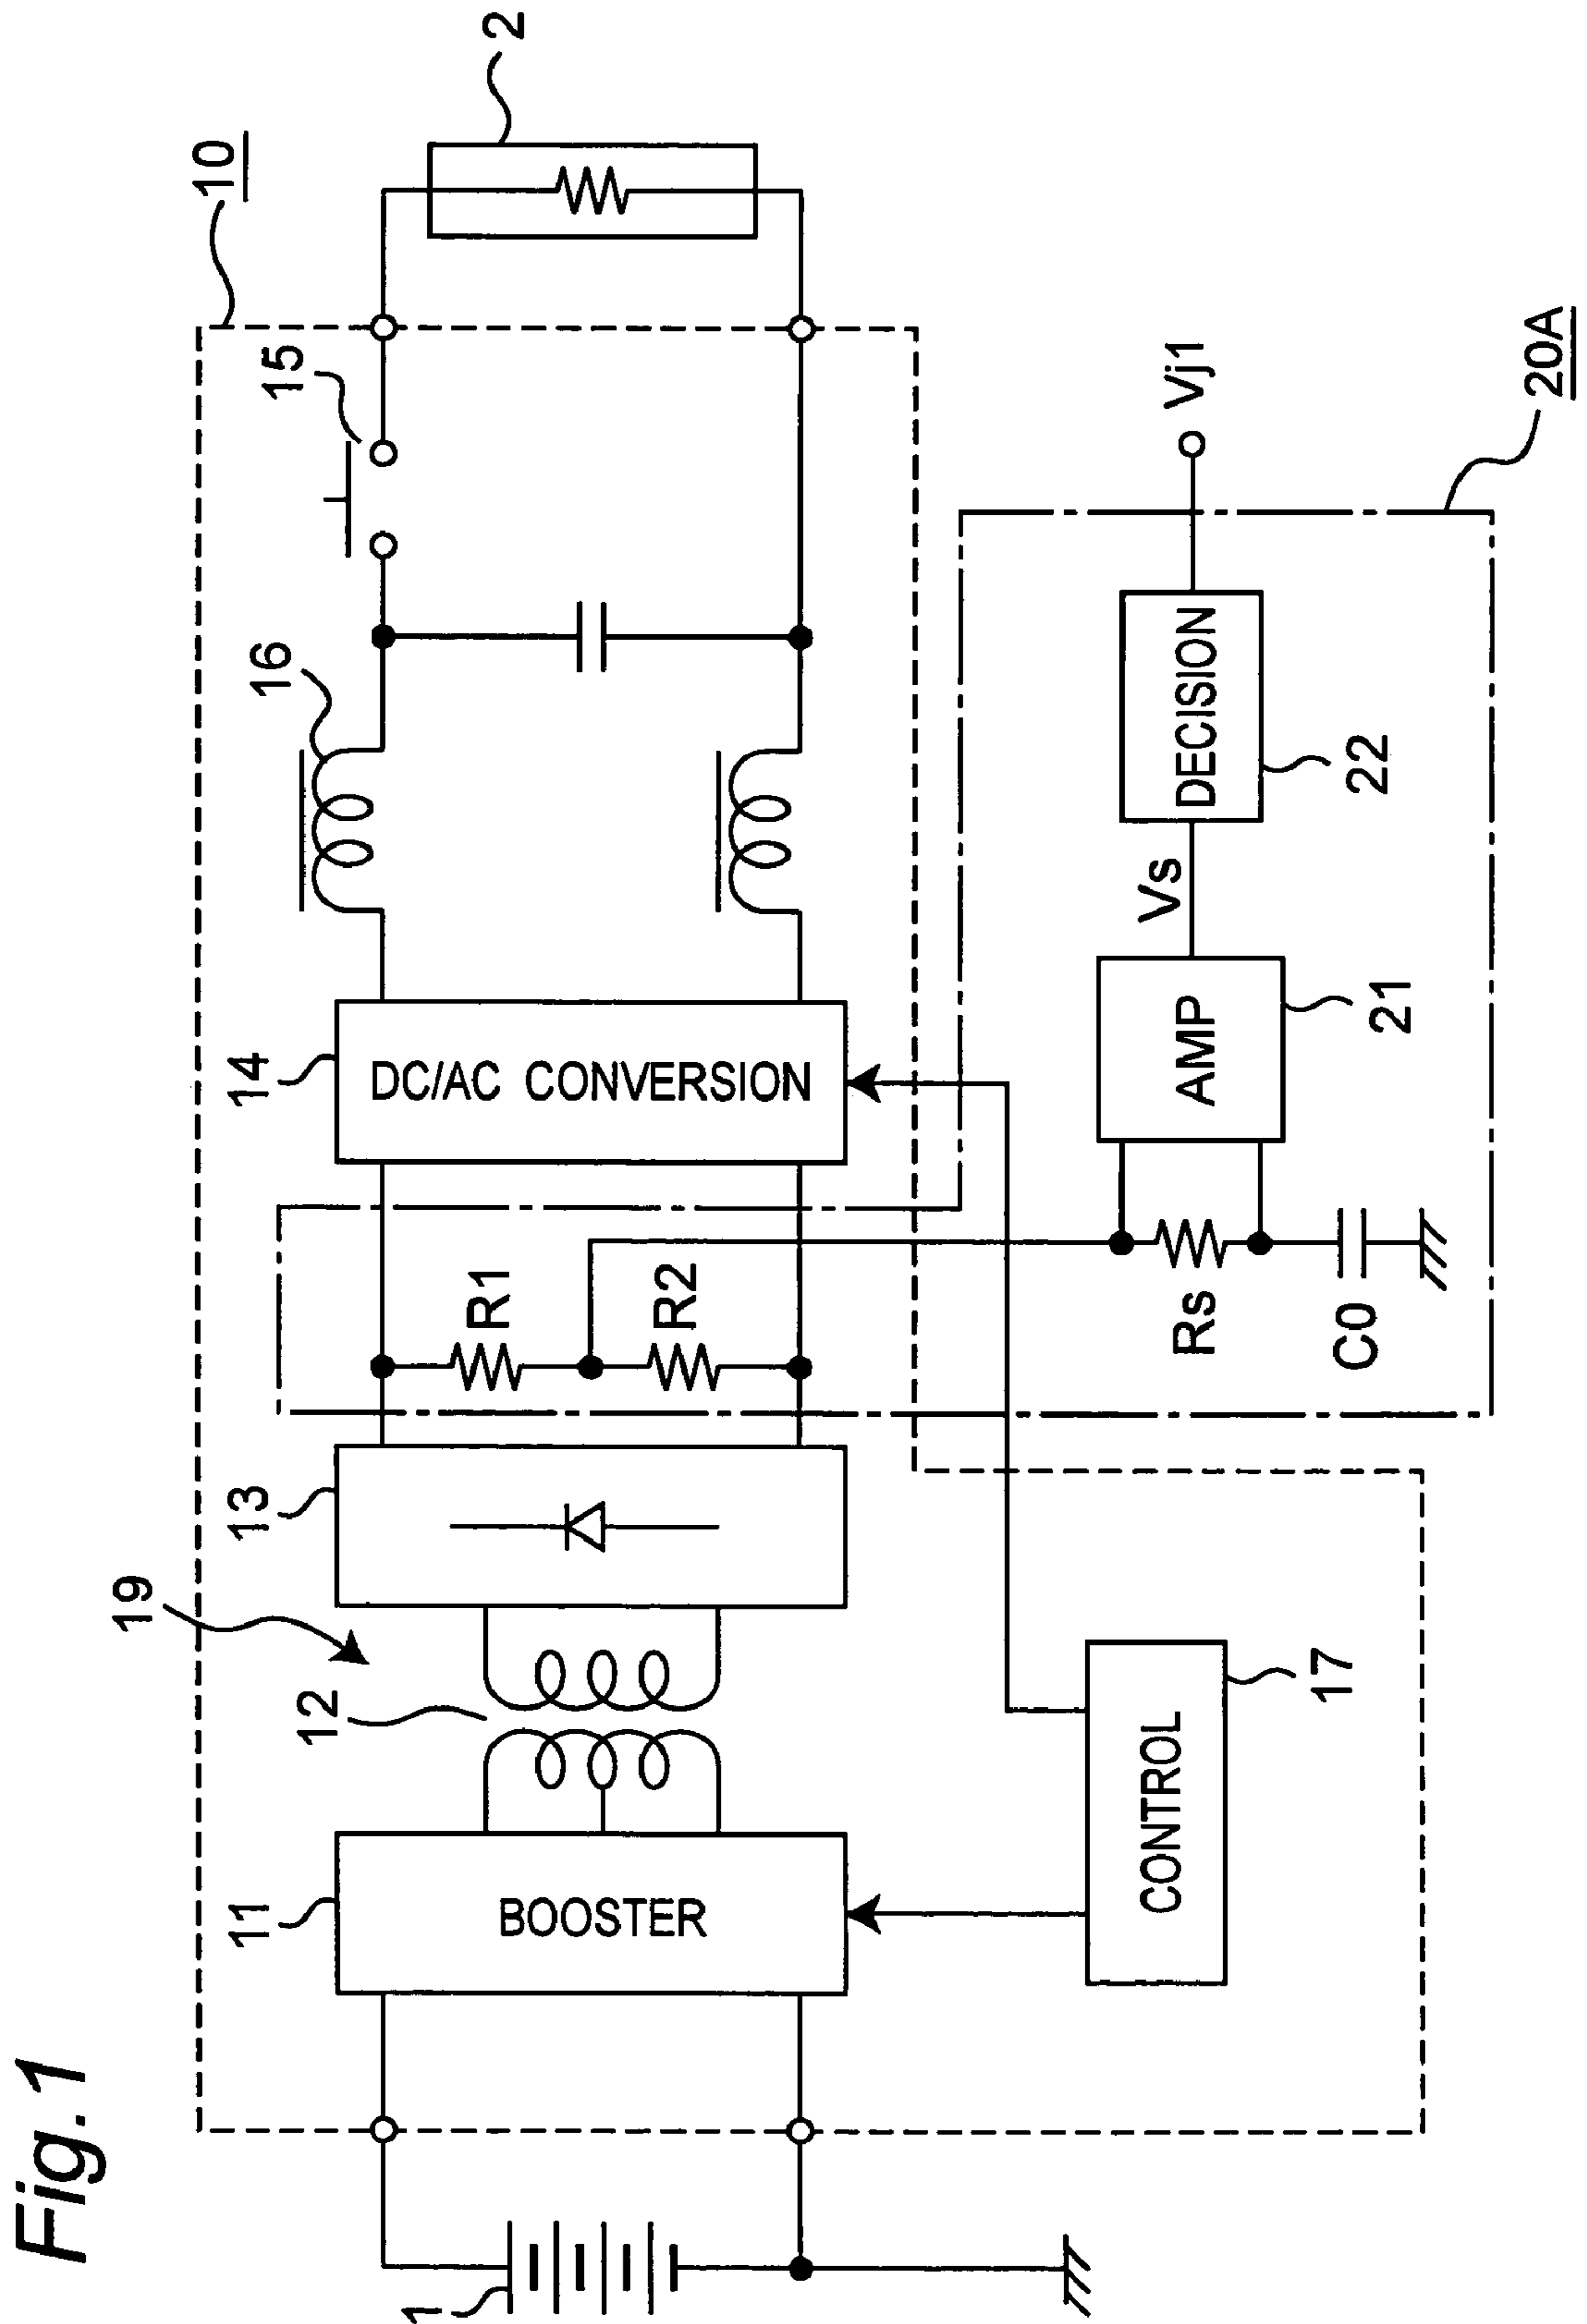 Fig.1
10
19
15
2
11
12
13
14
16
BOOSTER
R1
R2
DC/AC CONVERSION
1
CONTROL
17
Rs
C0
AMP
21
Vs
DECISION
22
Vj1
20A